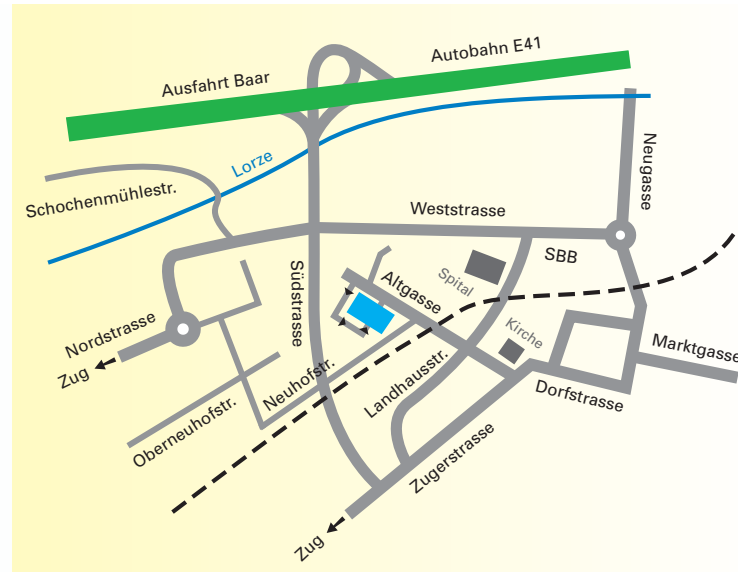 Autobahn E41
Ausfahrt Baar
Lorze
Neugasse
Schochenmühlestr.
Weststrasse
SBB
Südstrasse
Spital
Altgasse
Nordstrasse
Zug
Kirche
Marktgasse
Neuhofstr.
Landhausstr.
Dorfstrasse
Oberneuhofstr.
Zugerstrasse
Zug